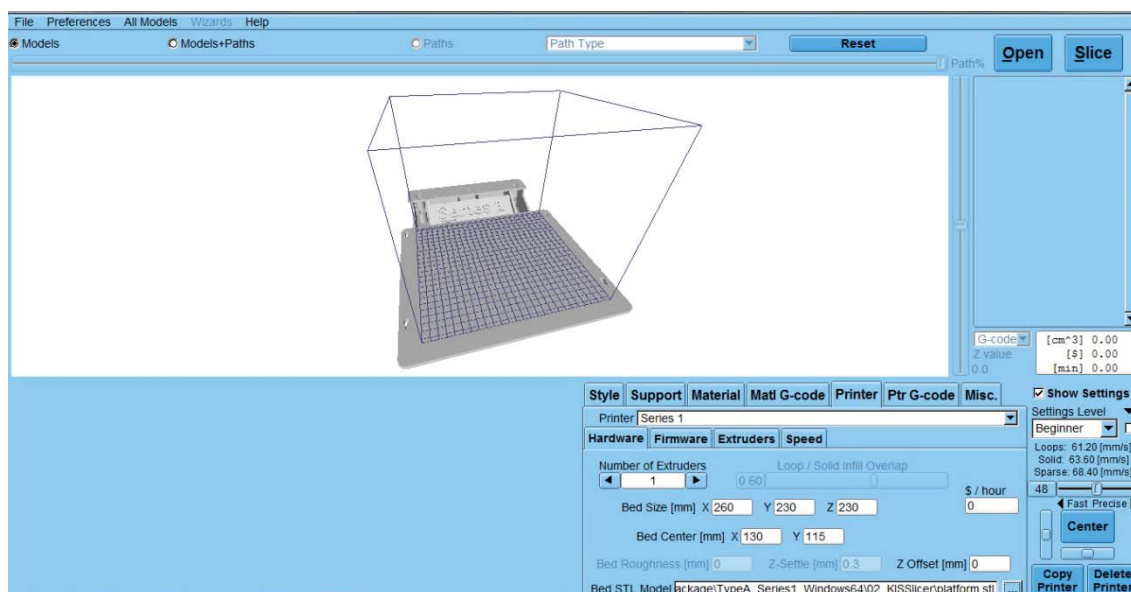 File Preferences All Models Wizards Help
Models Models+Paths Paths Path Type Reset
Open Slice
Path%
Series 1
G-code
Z value
0.0
[cm^3] 0.00
[$] 0.00
[min] 0.00
Style Support Material Matl G-code Printer Ptr G-code Misc.
Printer Series 1
Hardware Firmware Extruders Speed
Number of Extruders
1
Loop / Solid Infill Overlap
0.60
$ / hour
0
Bed Size [mm] X 260 Y 230 Z 230
Bed Center [mm] X 130 Y 115
Bed Roughness [mm] 0 Z-Settle [mm] 0.3 Z Offset [mm] 0
Bed STL Model ackage\TypeA_Series1_Windows64\02_KISSlicer\platform.stl ...
Show Settings
Settings Level
Beginner
Loops: 61.20 [mm/s]
Solid: 63.60 [mm/s]
Sparse: 68.40 [mm/s]
48
Fast Precise
Center
Copy Printer
Delete Printer